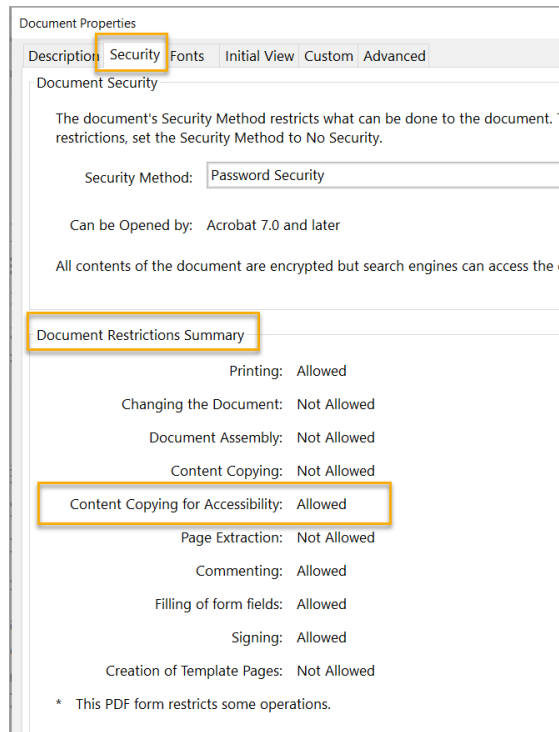 Document Properties
Description Security Fonts Initial View Custom Advanced
Document Security
The document's Security Method restricts what can be done to the document.
restrictions, set the Security Method to No Security.
Security Method: Password Security
Can be Opened by: Acrobat 7.0 and later
All contents of the document are encrypted but search engines can access the
Document Restrictions Summary
Printing: Allowed
Changing the Document: Not Allowed
Document Assembly: Not Allowed
Content Copying: Not Allowed
Content Copying for Accessibility: Allowed
Page Extraction: Not Allowed
Commenting: Allowed
Filling of form fields: Allowed
Signing: Allowed
Creation of Template Pages: Not Allowed
* This PDF form restricts some operations.